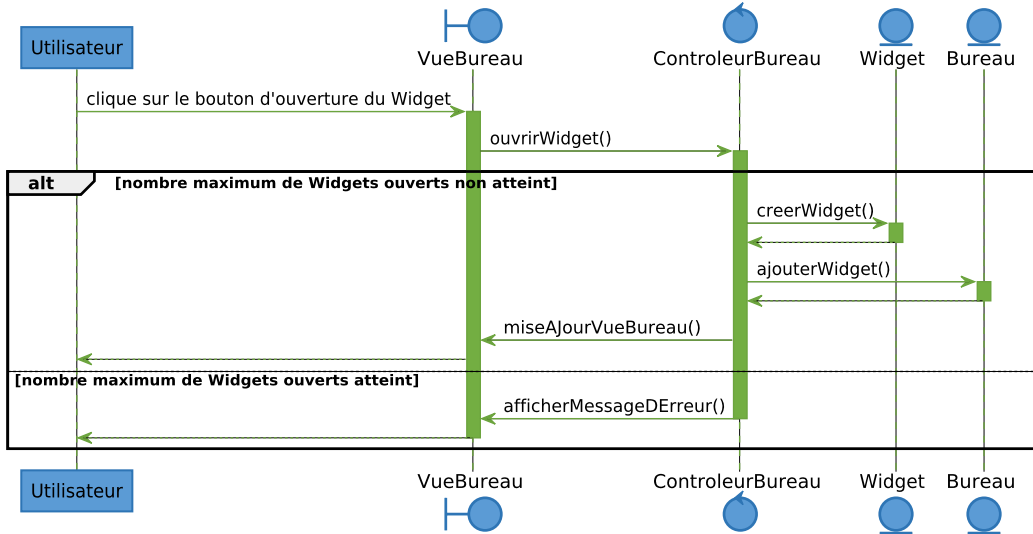 Utilisateur
VueBureau
ControleurBureau
Widget
Bureau
clique sur le bouton d'ouverture du Widget
ouvrirWidget()
alt
[nombre maximum de Widgets ouverts non atteint]
creerWidget()
ajouterWidget()
miseAJourVueBureau()
[nombre maximum de Widgets ouverts atteint]
afficherMessageDErreur()
Utilisateur
VueBureau
ControleurBureau
Widget
Bureau